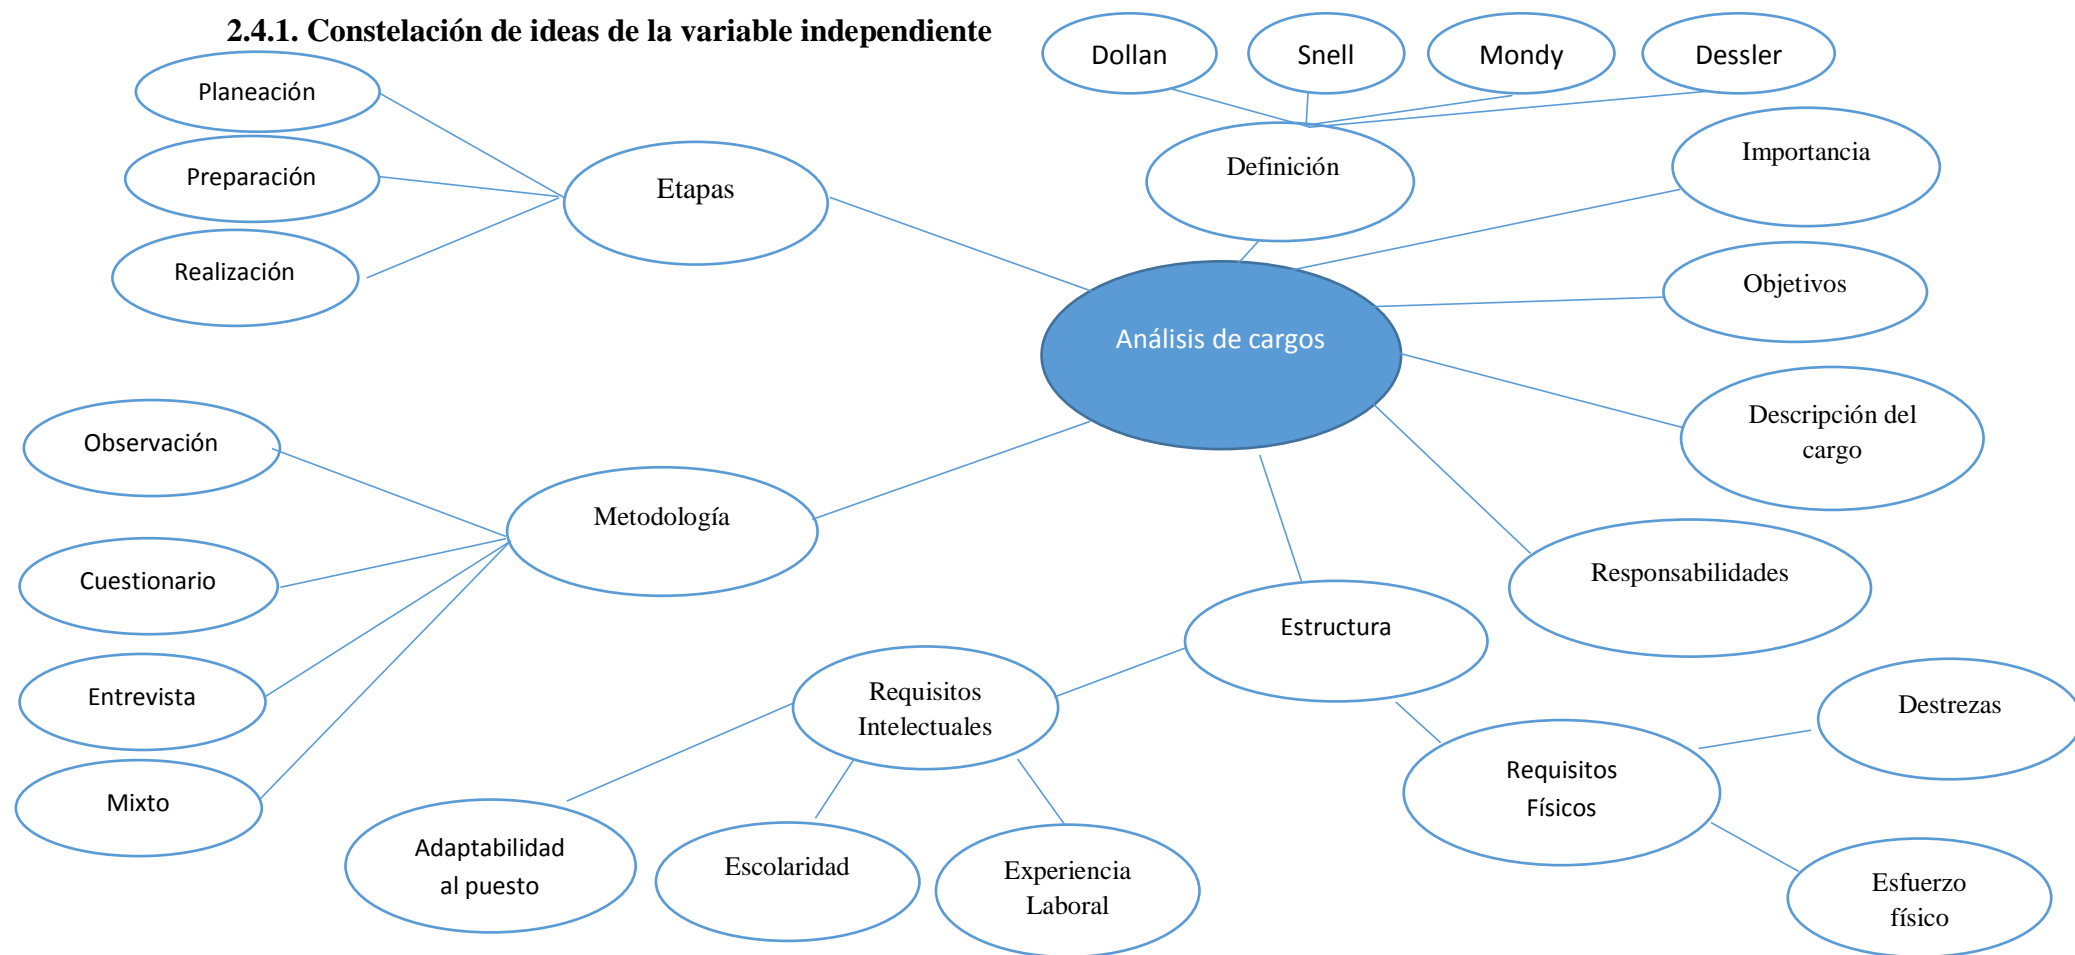 2.4.1. Constelación de ideas de la variable independiente
Dollan
Snell
Mondy
Dessler
Planeación
Preparación
Realización
Etapas
Definición
Importancia
Objetivos
Análisis de cargos
Descripción del
cargo
Responsabilidades
Observación
Cuestionario
Entrevista
Mixto
Metodología
Estructura
Requisitos
Intelectuales
Adaptabilidad
al puesto
Escolaridad
Experiencia
Laboral
Requisitos
Físicos
Destrezas
Esfuerzo
físico